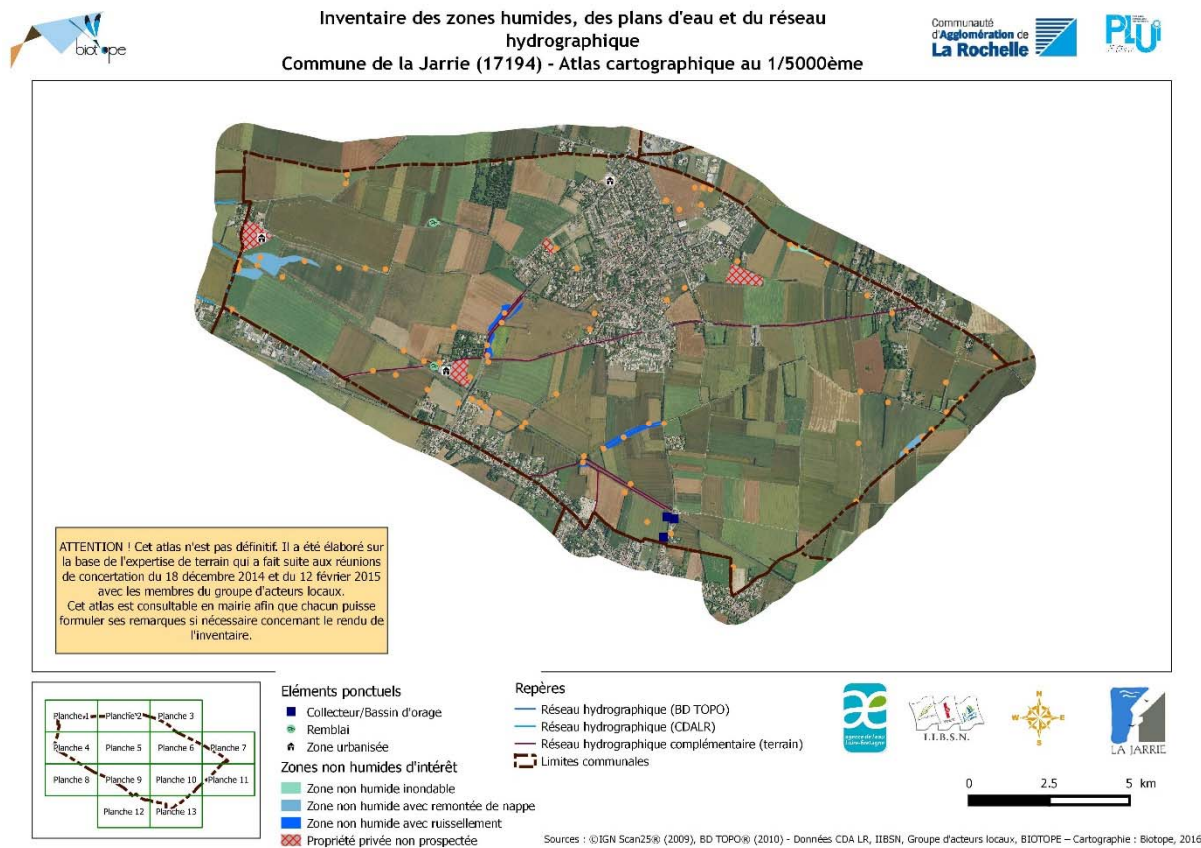 biotope
Inventaire des zones humides, des plans d'eau et du réseau
hydrographique
Commune de la Jarrie (17194) - Atlas cartographique au 1/5000ème
Communauté
d'Agglomération de
La Rochelle
PLUi
ATTENTION ! Cet atlas n'est pas définitif. Il a été élaboré sur
la base de l'expertise de terrain qui a fait suite aux réunions
de concertation du 18 décembre 2014 et du 12 février 2015
avec les membres du groupe d'acteurs locaux.
Cet atlas est consultable en mairie afin que chacun puisse
formuler ses remarques si nécessaire concernant le rendu de
l'inventaire.
Planche 1 Planche 2 Planche 3
Planche 4 Planche 5 Planche 6 Planche 7
Planche 8 Planche 9 Planche 10 Planche 11
Planche 12 Planche 13
Eléments ponctuels
Collecteur/Bassin d'orage
Remblai
Zone urbanisée
Zones non humides d'intérêt
Zone non humide inondable
Zone non humide avec remontée de nappe
Zone non humide avec ruissellement
Propriété privée non prospectée
Repères
Réseau hydrographique (BD TOPO)
Réseau hydrographique (CDALR)
Réseau hydrographique complémentaire (terrain)
Limites communales
agence de l'eau
Loire-Bretagne
I.I.B.S.N.
N
W E
S
LA JARRIE
0 2.5 5 km
Sources : ©IGN Scan25® (2009), BD TOPO® (2010) - Données CDA LR, IIBSN, Groupe d'acteurs locaux, BIOTOPE – Cartographie : Biotope, 2016